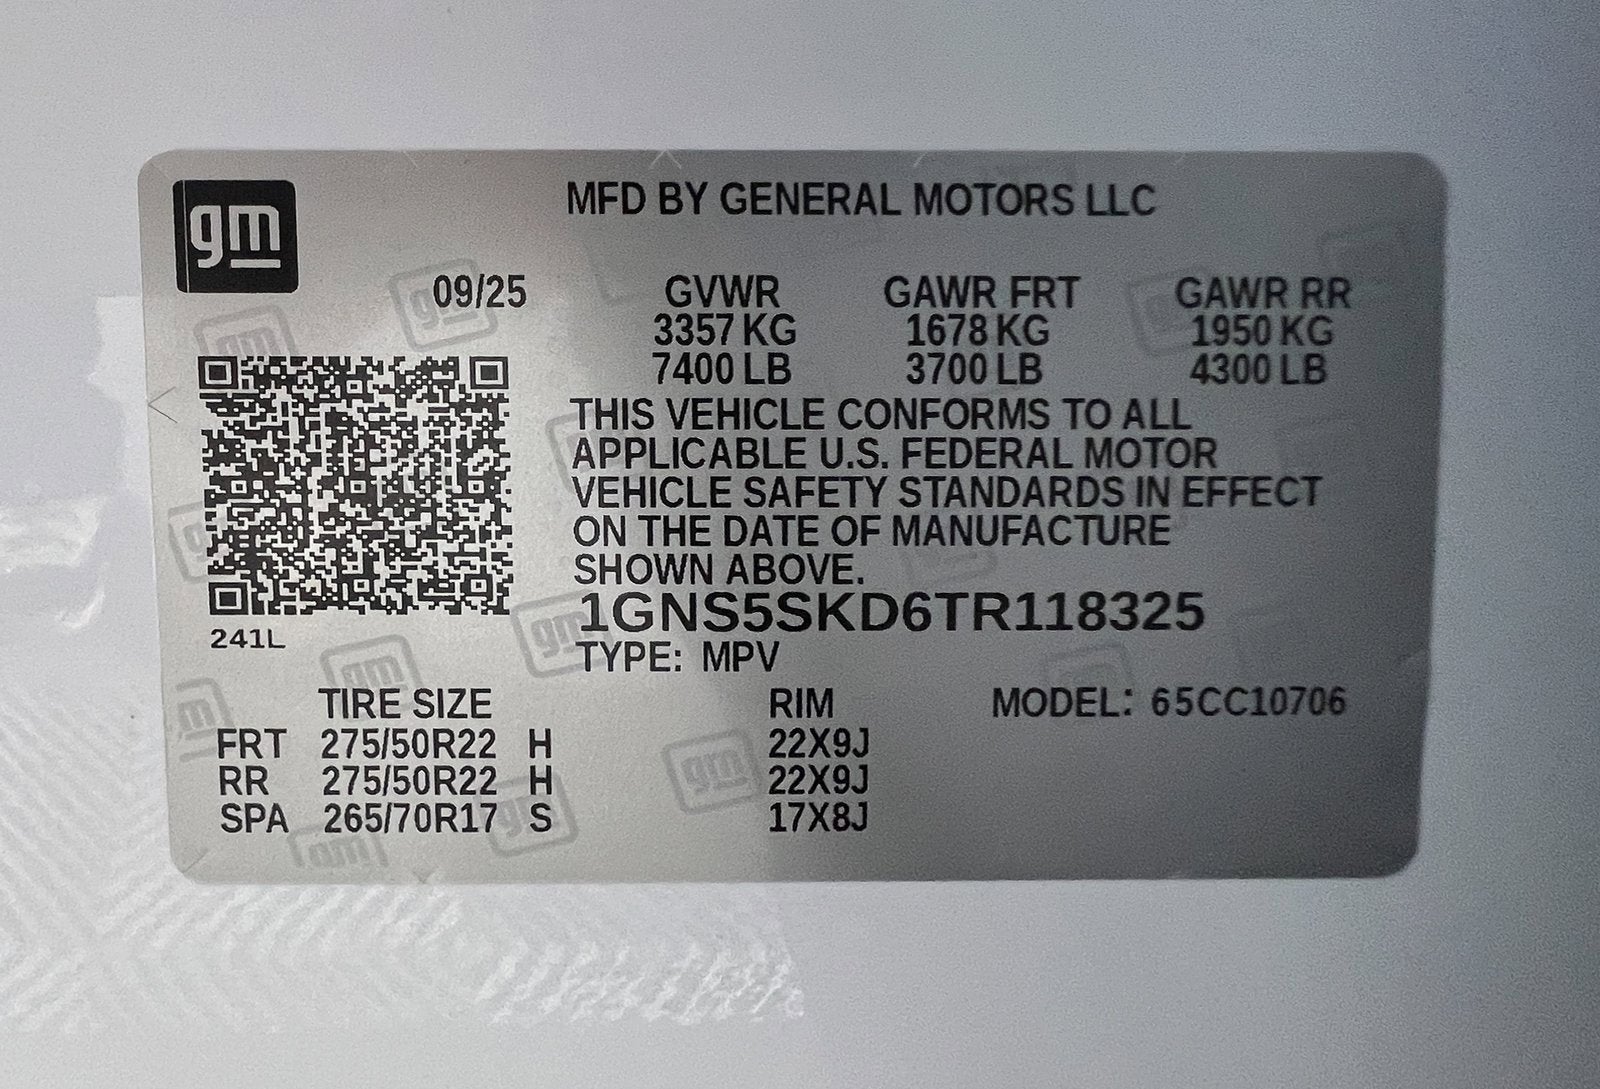 gm
MFD BY GENERAL MOTORS LLC
09/25 GVWR GAWR FRT GAWR RR
3357 KG 1678 KG 1950 KG
7400 LB 3700 LB 4300 LB
THIS VEHICLE CONFORMS TO ALL
APPLICABLE U.S. FEDERAL MOTOR
VEHICLE SAFETY STANDARDS IN EFFECT
ON THE DATE OF MANUFACTURE
SHOWN ABOVE.
1GNS5SKD6TR118325
241L
TYPE: MPV
TIRE SIZE RIM MODEL: 65CC10706
FRT 275/50R22 H 22X9J
RR 275/50R22 H 22X9J
SPA 265/70R17 S 17X8J